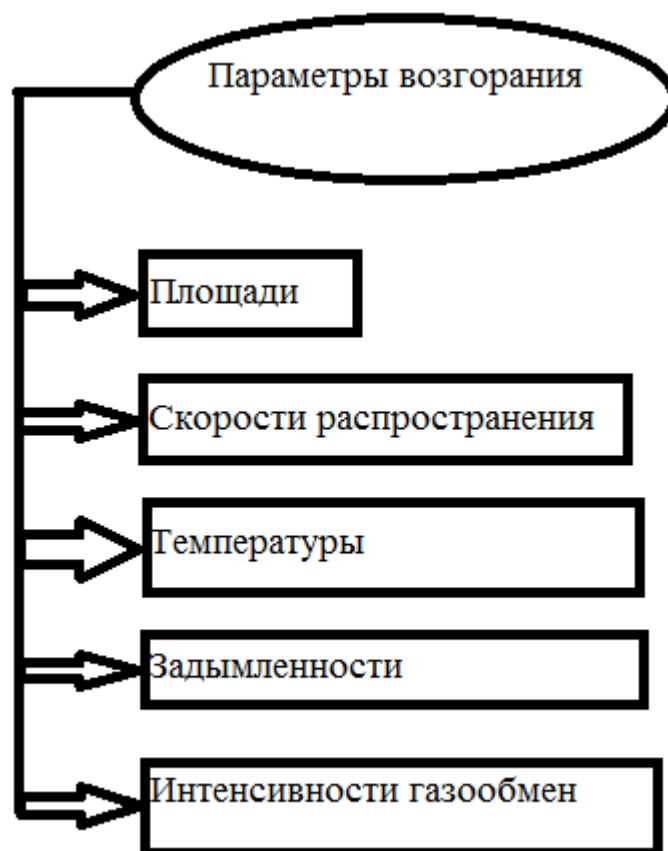 Параметры возгорания
Площади
Скорости распространения
Температуры
Задымленности
Интенсивности газообмен